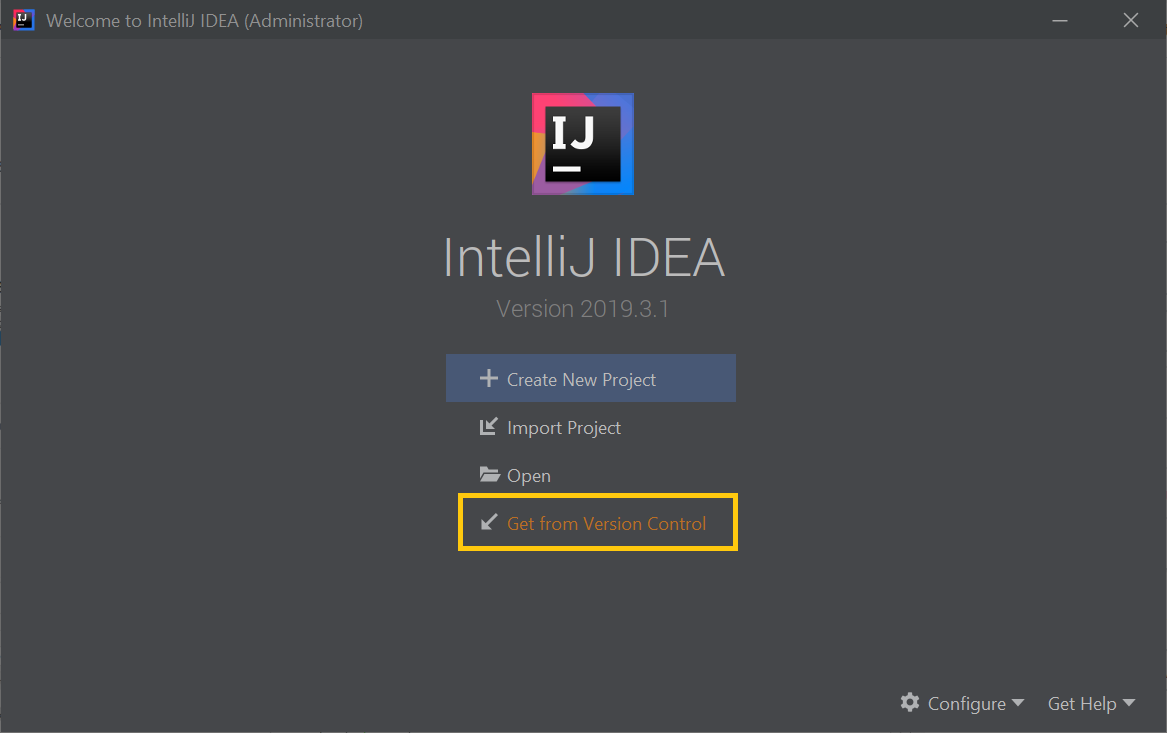 IJ
Welcome to IntelliJ IDEA (Administrator)
IJ
IntelliJ IDEA
Version 2019.3.1
Create New Project
Import Project
Open
Get from Version Control
Configure
Get Help